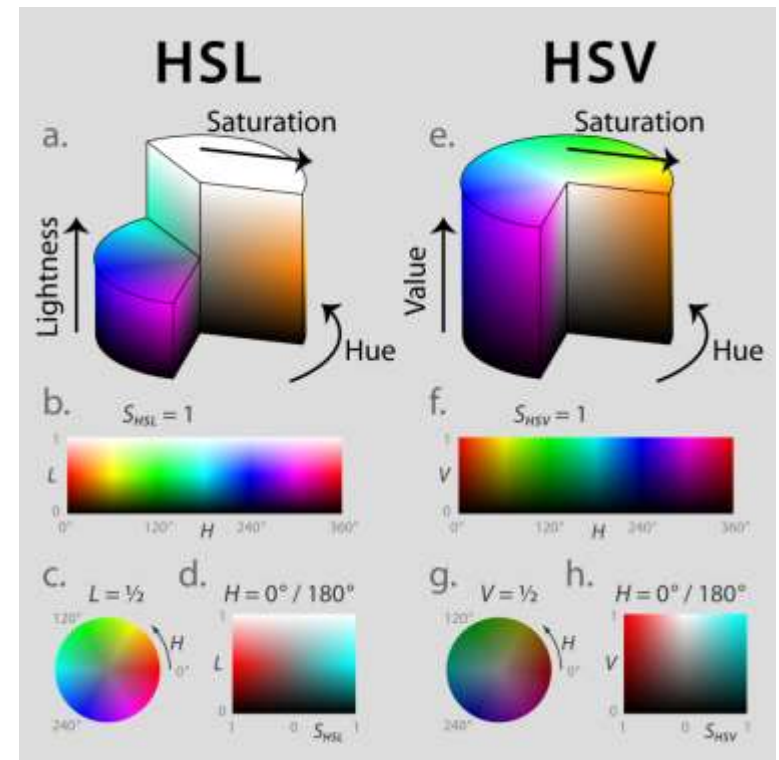 HSL
HSV
a.
Saturation
Lightness
Hue
e.
Saturation
Value
Hue
b.
S_HSL = 1
1
L
0
0°
120°
H
240°
360°
f.
S_HSV = 1
1
V
0
0°
120°
H
240°
360°
c.
L = ½
120°
H
0°
240°
d.
H = 0° / 180°
1
L
0
1
0
S_HSL
1
g.
V = ½
120°
H
0°
240°
h.
H = 0° / 180°
1
V
0
1
0
S_HSV
1